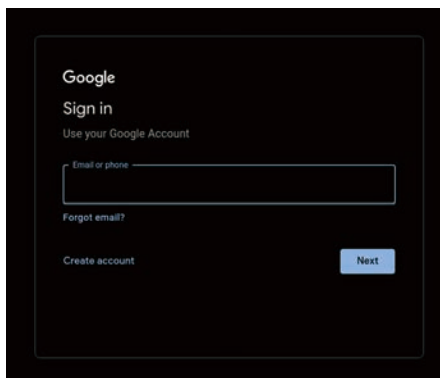 Google
Sign in
Use your Google Account
Email or phone
Forgot email?
Create account
Next